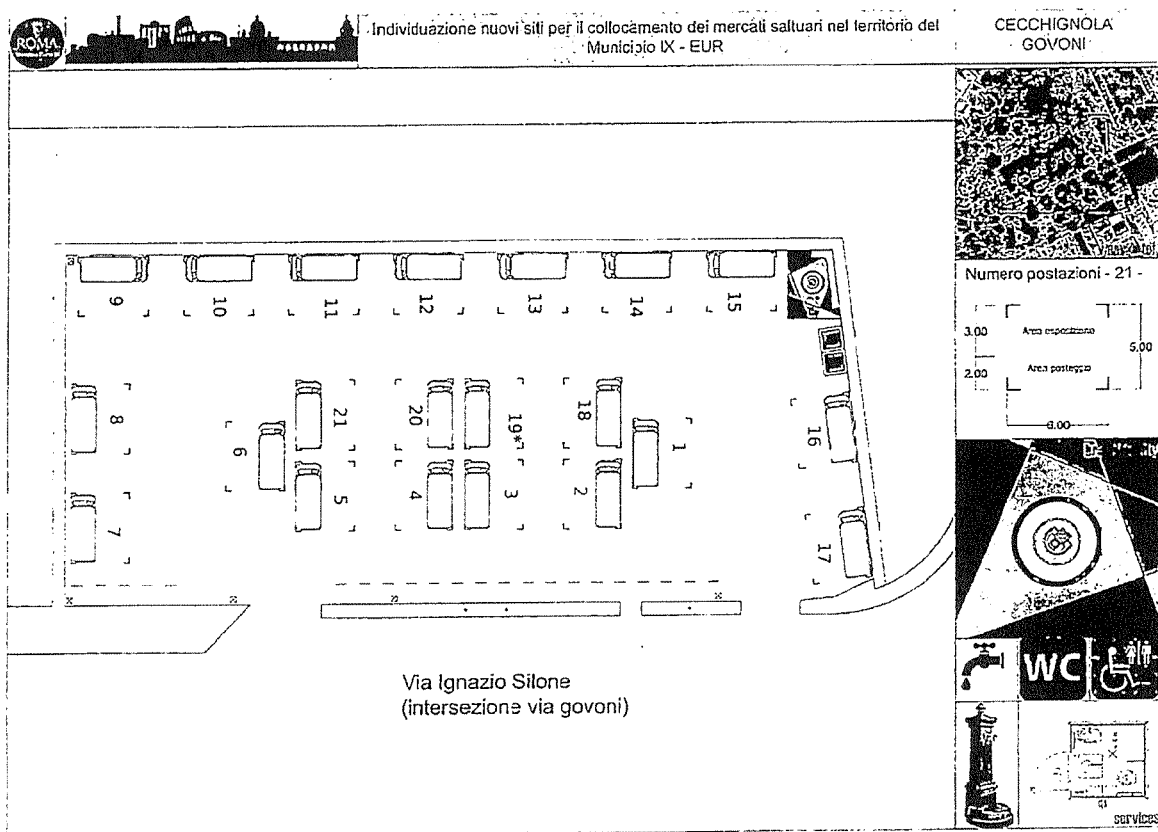 ROMA
Individuazione nuovi siti per il collocamento dei mercati saltuari nel territorio del
Municipio IX - EUR
CECCHIGNOLA
GOVONI
Numero postazioni - 21 -
3.00
2.00
5.00
Area esposizione
Area posteggio
9
10
11
12
13
14
15
8
6
21
20
19*
18
1
16
7
5
4
3
2
17
Via Ignazio Silone
(intersezione via govoni)
WC
services